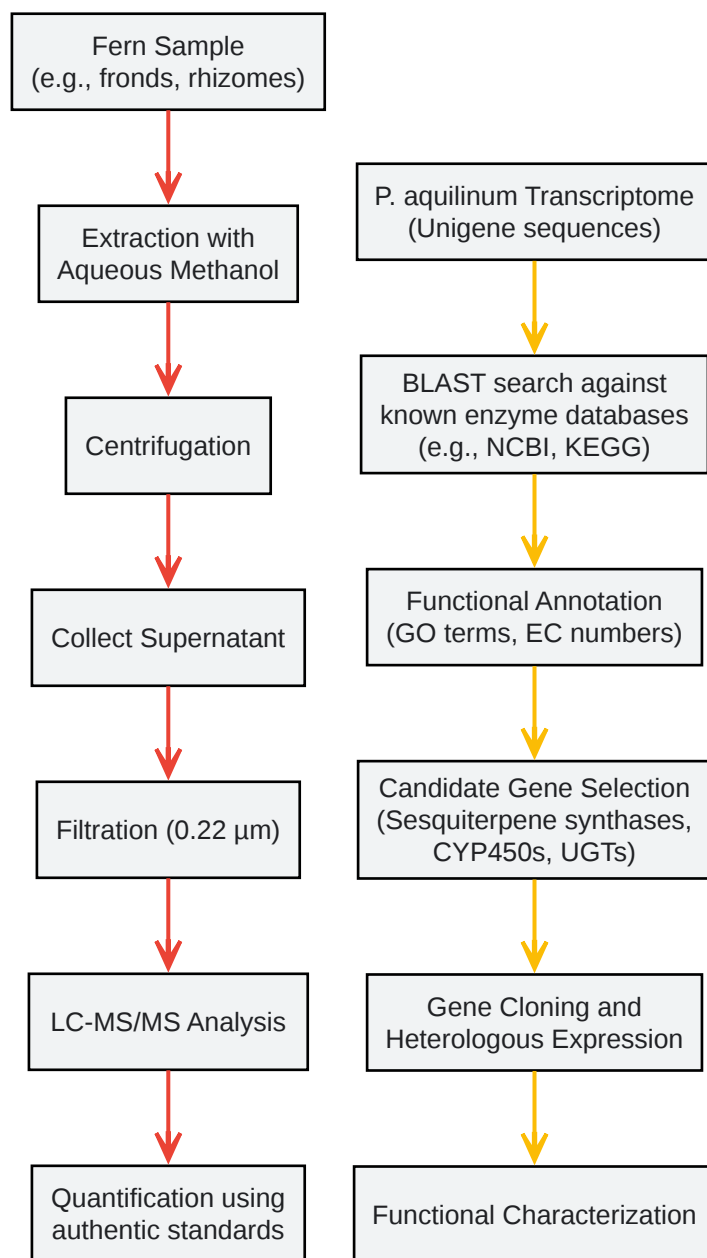 Fern Sample
(e.g., fronds, rhizomes)
Extraction with
Aqueous Methanol
Centrifugation
Collect Supernatant
Filtration (0.22 µm)
LC-MS/MS Analysis
Quantification using
authentic standards
P. aquilinum Transcriptome
(Unigene sequences)
BLAST search against
known enzyme databases
(e.g., NCBI, KEGG)
Functional Annotation
(GO terms, EC numbers)
Candidate Gene Selection
(Sesquiterpene synthases,
CYP450s, UGTs)
Gene Cloning and
Heterologous Expression
Functional Characterization